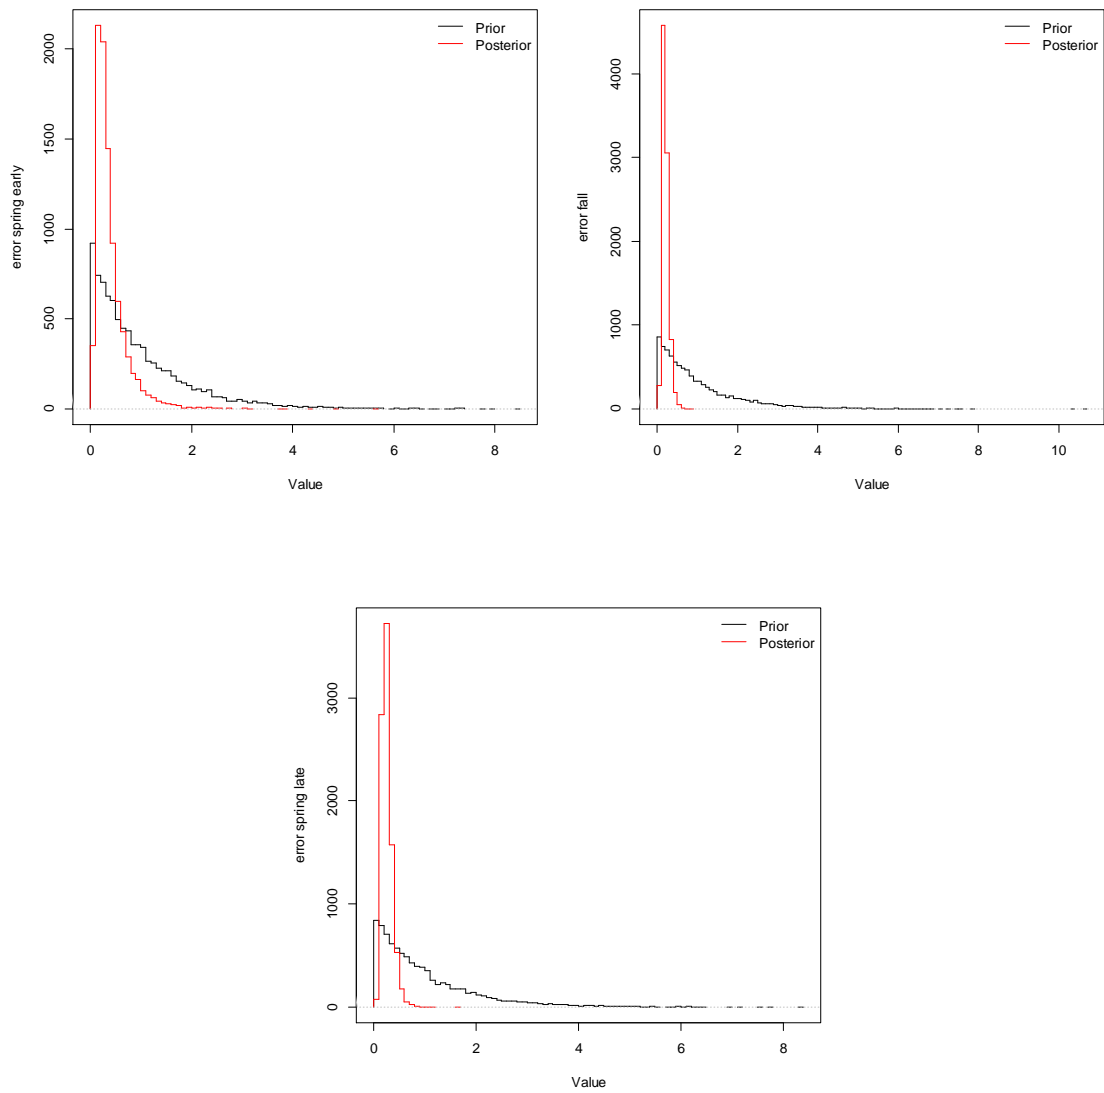 Prior
Posterior
error spring early
2000
1500
1000
500
0
0 2 4 6 8
Value
Prior
Posterior
error fall
4000
3000
2000
1000
0
0 2 4 6 8 10
Value
Prior
Posterior
error spring late
3000
2000
1000
0
0 2 4 6 8
Value